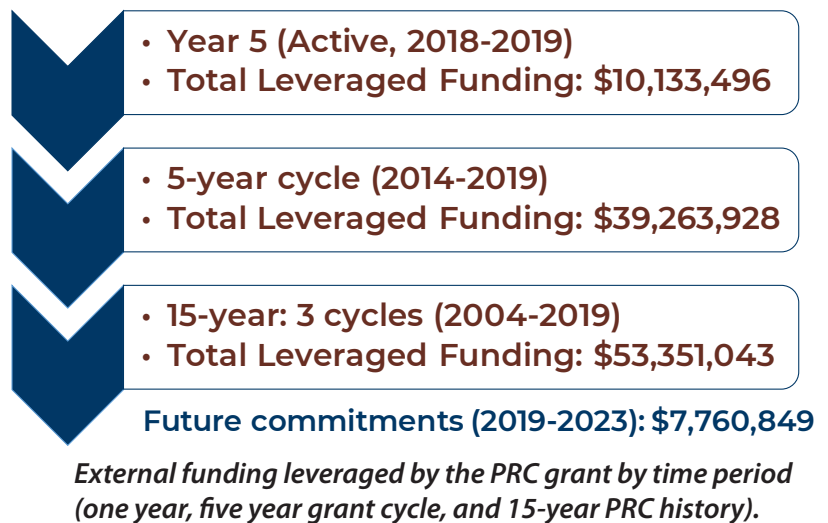 • Year 5 (Active, 2018-2019)
• Total Leveraged Funding: $10,133,496
• 5-year cycle (2014-2019)
• Total Leveraged Funding: $39,263,928
• 15-year: 3 cycles (2004-2019)
• Total Leveraged Funding: $53,351,043
Future commitments (2019-2023): $7,760,849
External funding leveraged by the PRC grant by time period
(one year, five year grant cycle, and 15-year PRC history).